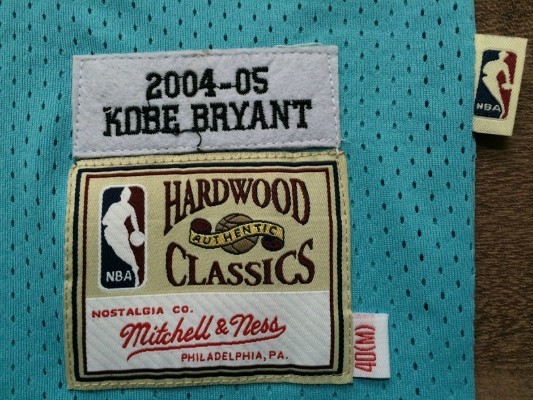 2004-05
KOBE BRYANT
NBA
HARDWOOD
AUTHENTIC
CLASSICS
NBA
NOSTALGIA CO.
Mitchell & Ness
PHILADELPHIA, PA.
40(M)